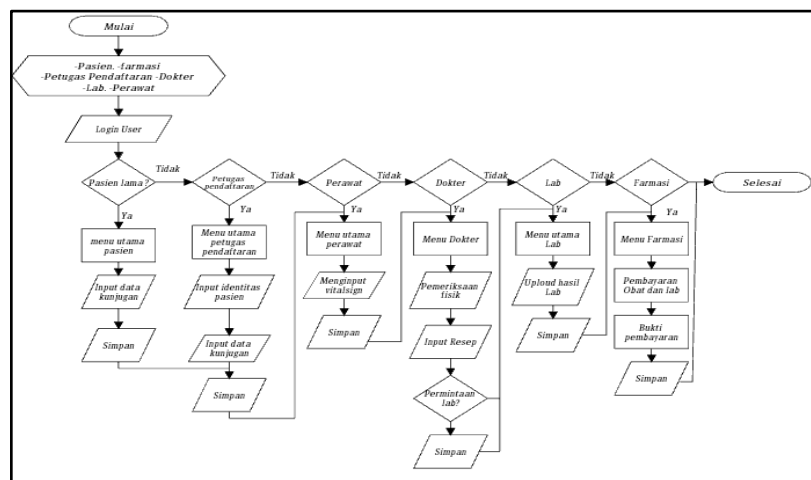 Mulai
-Pasien. -farmasi
-Petugas Pendaftaran -Dokter
-Lab. -Perawat
Login User
Pasien lama ?
Tidak
Petugas
pendaftaran
Tidak
Perawat
Tidak
Dokter
Tidak
Lab
Tidak
Farmasi
Selesai
Ya
Ya
Ya
Ya
Ya
Ya
menu utama
pasien
Menu utama
petugas
pendaftaran
Menu utama
perawat
Menu Dokter
Menu utama
Lab
Menu Farmasi
Input data
kunjugan
Input identitas
pasien
Menginput
vitalsign
Pemeriksaan
fisik
Uploud hasil
Lab
Pembayaran
Obat dan lab
Simpan
Input data
kunjugan
Simpan
Input Resep
Simpan
Bukti
pembayaran
Simpan
Permintaan
lab?
Simpan
Simpan